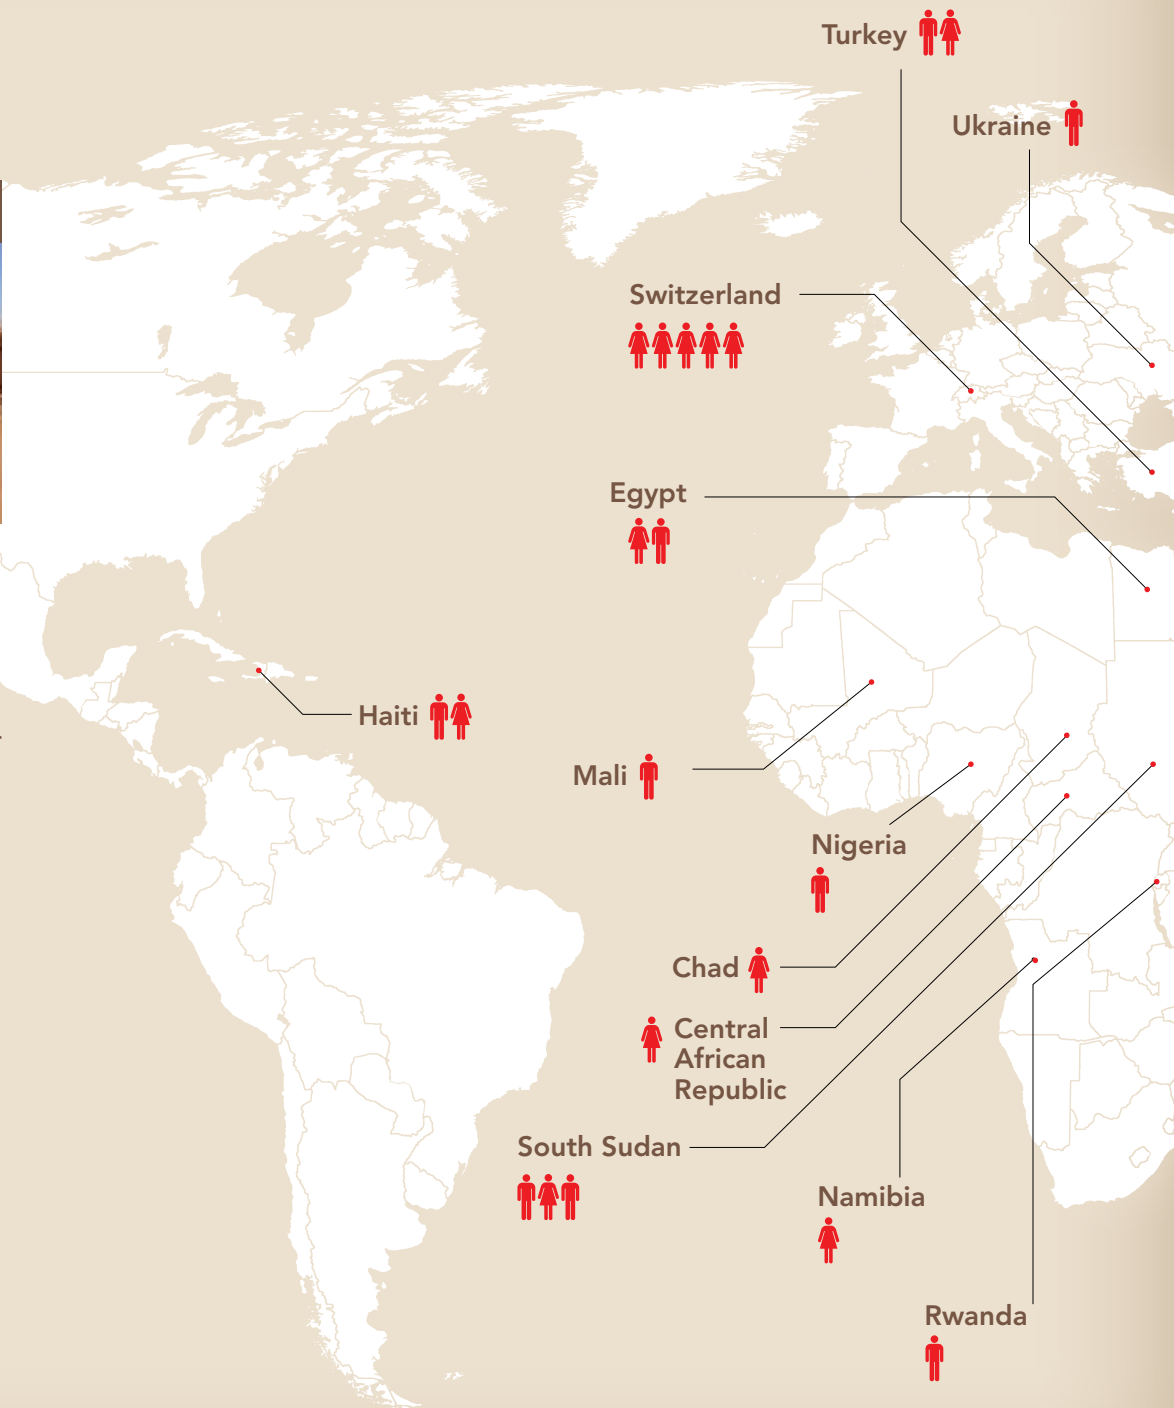 Turkey
Ukraine
Switzerland
Egypt
Haiti
Mali
Nigeria
Chad
Central
African
Republic
South Sudan
Namibia
Rwanda